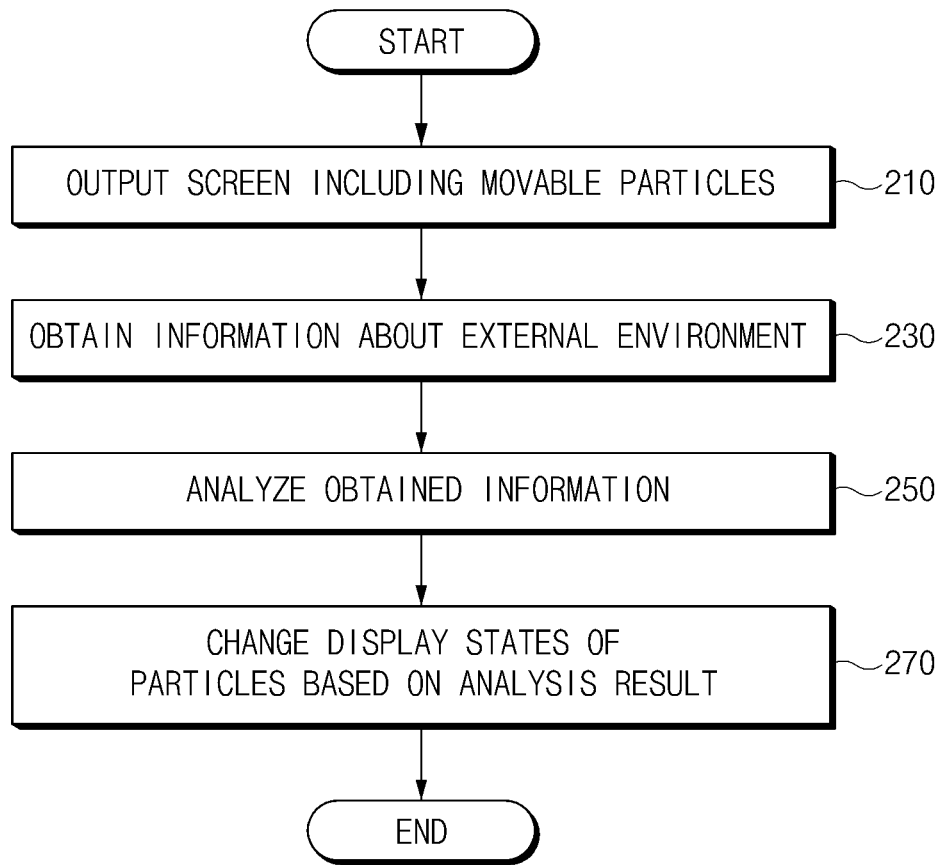 START
OUTPUT SCREEN INCLUDING MOVABLE PARTICLES
210
OBTAIN INFORMATION ABOUT EXTERNAL ENVIRONMENT
230
ANALYZE OBTAINED INFORMATION
250
CHANGE DISPLAY STATES OF
PARTICLES BASED ON ANALYSIS RESULT
270
END